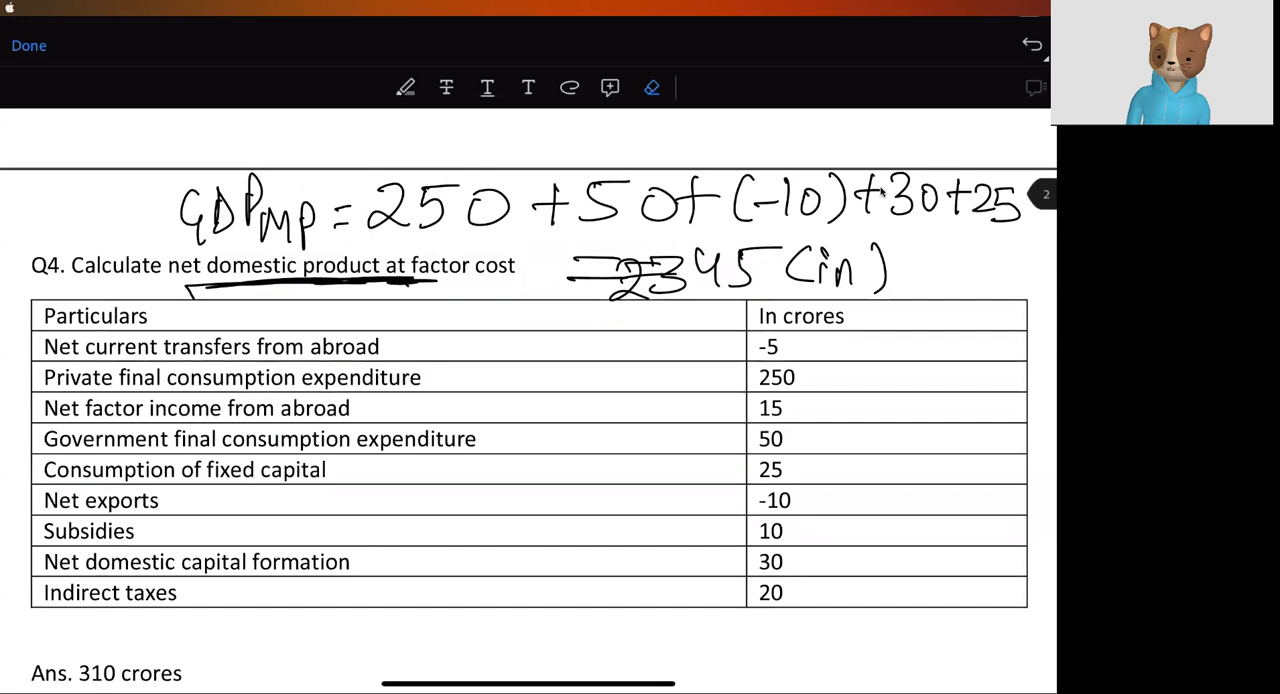 Done
T T T
2
GDPMP = 250 + 50 + (-10) + 30 + 25
Q4. Calculate net domestic product at factor cost
345 (in )
Particulars In crores
Net current transfers from abroad -5
Private final consumption expenditure 250
Net factor income from abroad 15
Government final consumption expenditure 50
Consumption of fixed capital 25
Net exports -10
Subsidies 10
Net domestic capital formation 30
Indirect taxes 20
Ans. 310 crores